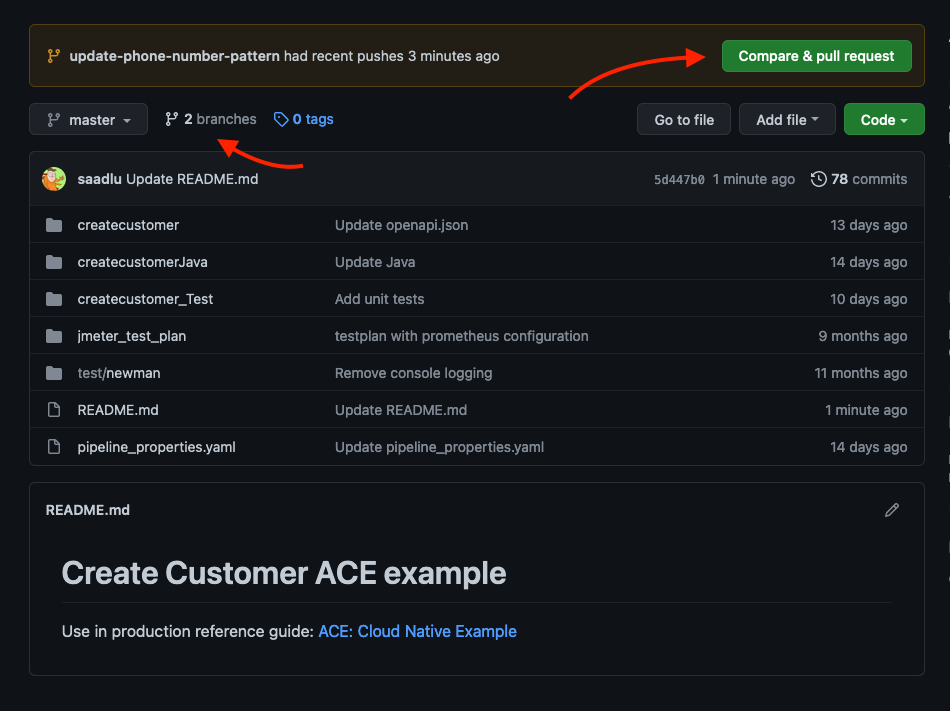 update-phone-number-pattern had recent pushes 3 minutes ago Compare & pull request
master 2 branches 0 tags Go to file Add file Code
saadlu Update README.md 5d447b0 1 minute ago 78 commits
createcustomer Update openapi.json 13 days ago
createcustomerJava Update Java 14 days ago
createcustomer_Test Add unit tests 10 days ago
jmeter_test_plan testplan with prometheus configuration 9 months ago
test/newman Remove console logging 11 months ago
README.md Update README.md 1 minute ago
pipeline_properties.yaml Update pipeline_properties.yaml 14 days ago
README.md
Create Customer ACE example
Use in production reference guide: ACE: Cloud Native Example